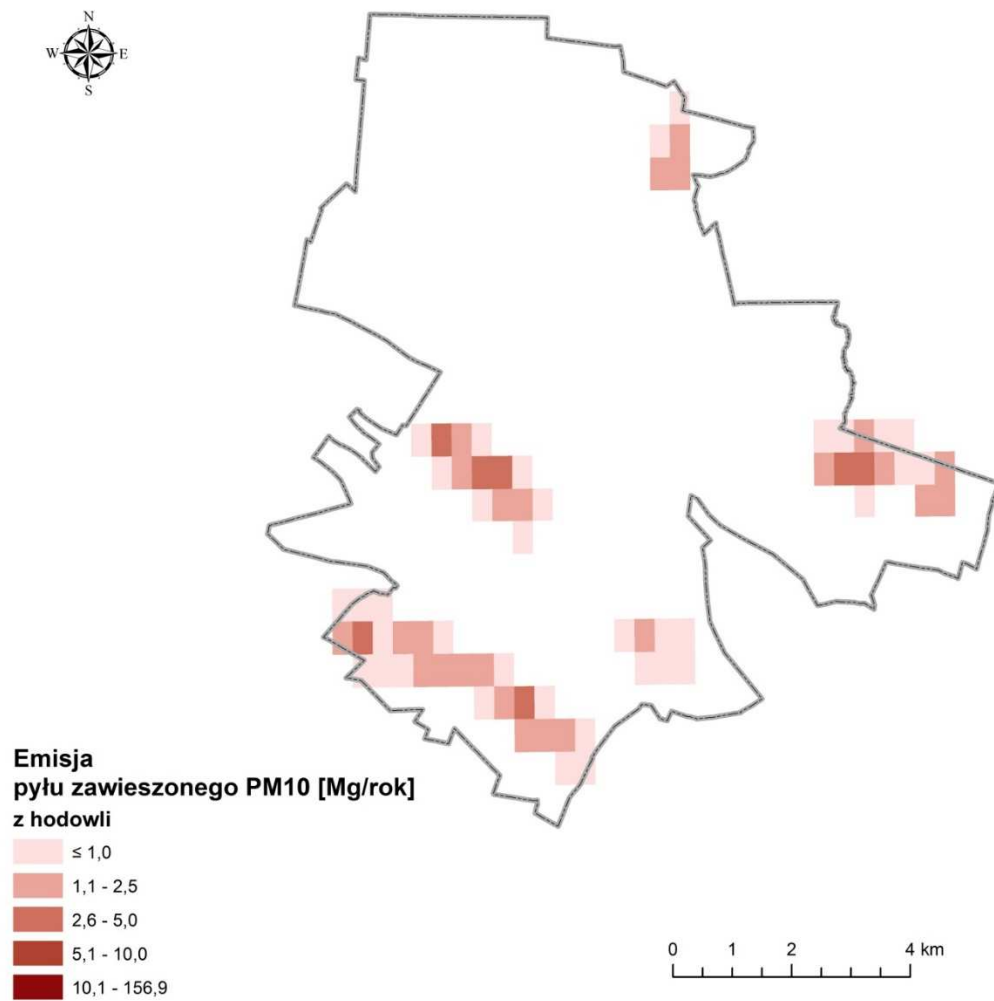 N
W E
S
Emisja
pyłu zawieszonego PM10 [Mg/rok]
z hodowli
≤ 1,0
1,1 - 2,5
2,6 - 5,0
5,1 - 10,0
10,1 - 156,9
0 1 2 4 km